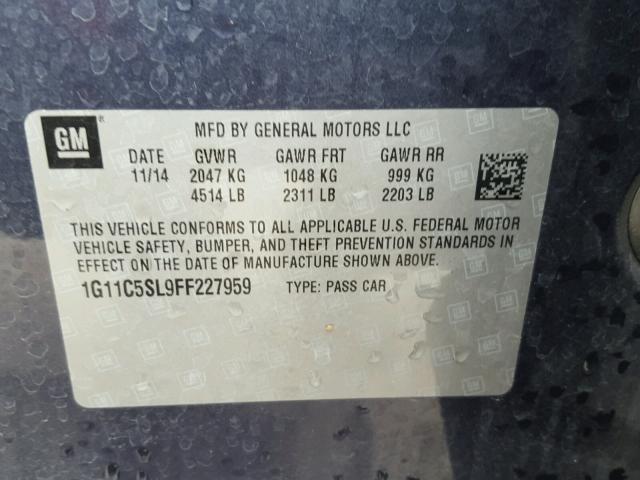 GM®
MFD BY GENERAL MOTORS LLC
DATE GVWR GAWR FRT GAWR RR
11/14 2047 KG 1048 KG 999 KG
4514 LB 2311 LB 2203 LB
THIS VEHICLE CONFORMS TO ALL APPLICABLE U.S. FEDERAL MOTOR
VEHICLE SAFETY, BUMPER, AND THEFT PREVENTION STANDARDS IN
EFFECT ON THE DATE OF MANUFACTURE SHOWN ABOVE.
1G11C5SL9FF227959 TYPE: PASS CAR